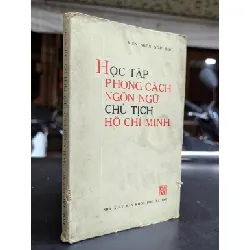 HỌC TẬP
PHONG CÁCH
NGÔN NGỮ
CHỦ TỊCH
HỒ CHÍ MINH